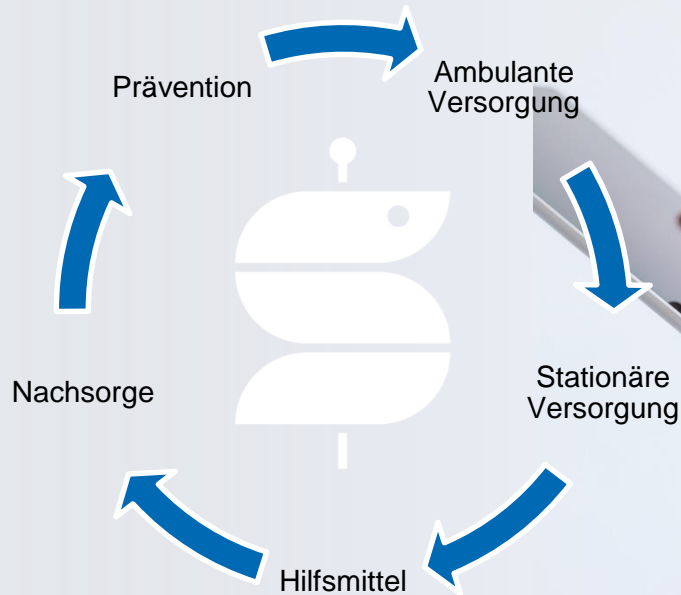 Prävention
Ambulante
Versorgung
Stationäre
Versorgung
Hilfsmittel
Nachsorge